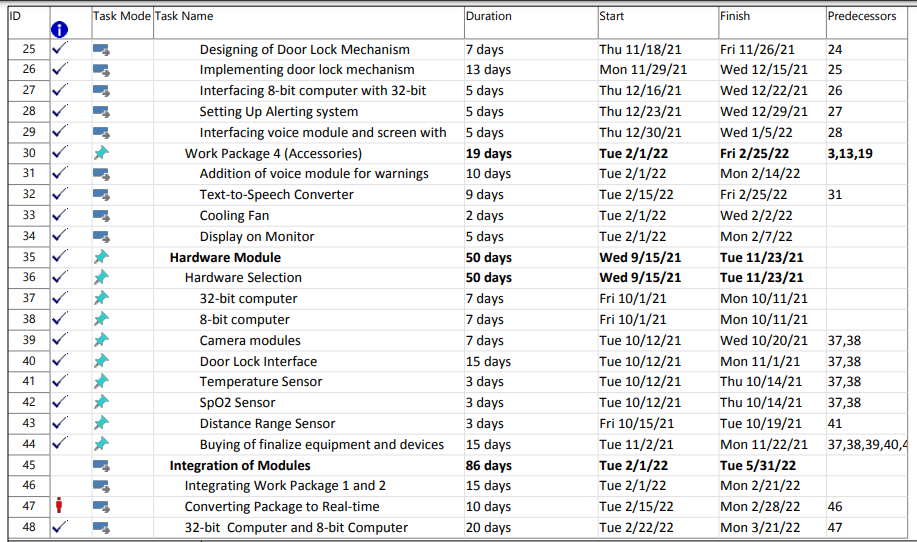 ID Task Mode Task Name Duration Start Finish Predecessors
25 Designing of Door Lock Mechanism 7 days Thu 11/18/21 Fri 11/26/21 24
26 Implementing door lock mechanism 13 days Mon 11/29/21 Wed 12/15/21 25
27 Interfacing 8-bit computer with 32-bit 5 days Thu 12/16/21 Wed 12/22/21 26
28 Setting Up Alerting system 5 days Thu 12/23/21 Wed 12/29/21 27
29 Interfacing voice module and screen with 5 days Thu 12/30/21 Wed 1/5/22 28
30 Work Package 4 (Accessories) 19 days Tue 2/1/22 Fri 2/25/22 3,13,19
31 Addition of voice module for warnings 10 days Tue 2/1/22 Mon 2/14/22
32 Text-to-Speech Converter 9 days Tue 2/15/22 Fri 2/25/22 31
33 Cooling Fan 2 days Tue 2/1/22 Wed 2/2/22
34 Display on Monitor 5 days Tue 2/1/22 Mon 2/7/22
35 Hardware Module 50 days Wed 9/15/21 Tue 11/23/21
36 Hardware Selection 50 days Wed 9/15/21 Tue 11/23/21
37 32-bit computer 7 days Fri 10/1/21 Mon 10/11/21
38 8-bit computer 7 days Fri 10/1/21 Mon 10/11/21
39 Camera modules 7 days Tue 10/12/21 Wed 10/20/21 37,38
40 Door Lock Interface 15 days Tue 10/12/21 Mon 11/1/21 37,38
41 Temperature Sensor 3 days Tue 10/12/21 Thu 10/14/21 37,38
42 SpO2 Sensor 3 days Tue 10/12/21 Thu 10/14/21 37,38
43 Distance Range Sensor 3 days Fri 10/15/21 Tue 10/19/21 41
44 Buying of finalize equipment and devices 15 days Tue 11/2/21 Mon 11/22/21 37,38,39,40,4
45 Integration of Modules 86 days Tue 2/1/22 Tue 5/31/22
46 Integrating Work Package 1 and 2 15 days Tue 2/1/22 Mon 2/21/22
47 Converting Package to Real-time 10 days Tue 2/15/22 Mon 2/28/22 46
48 32-bit Computer and 8-bit Computer 20 days Tue 2/22/22 Mon 3/21/22 47